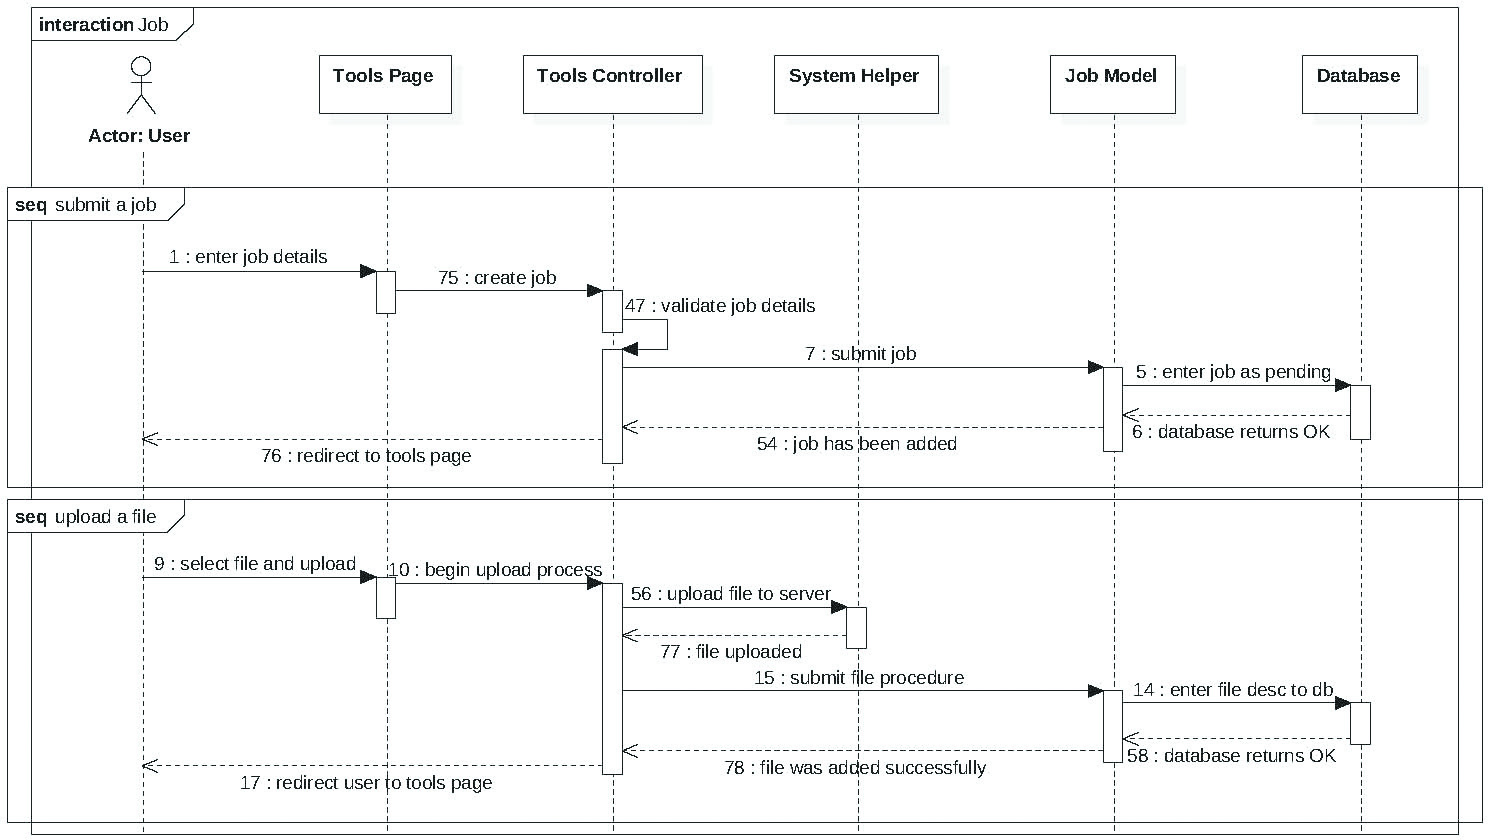 interaction Job
Tools Page
Tools Controller
System Helper
Job Model
Database
Actor: User
seq submit a job
1 : enter job details
75 : create job
47 : validate job details
7 : submit job
5 : enter job as pending
6 : database returns OK
54 : job has been added
76 : redirect to tools page
seq upload a file
9 : select file and upload
10 : begin upload process
56 : upload file to server
77 : file uploaded
15 : submit file procedure
14 : enter file desc to db
58 : database returns OK
78 : file was added successfully
17 : redirect user to tools page